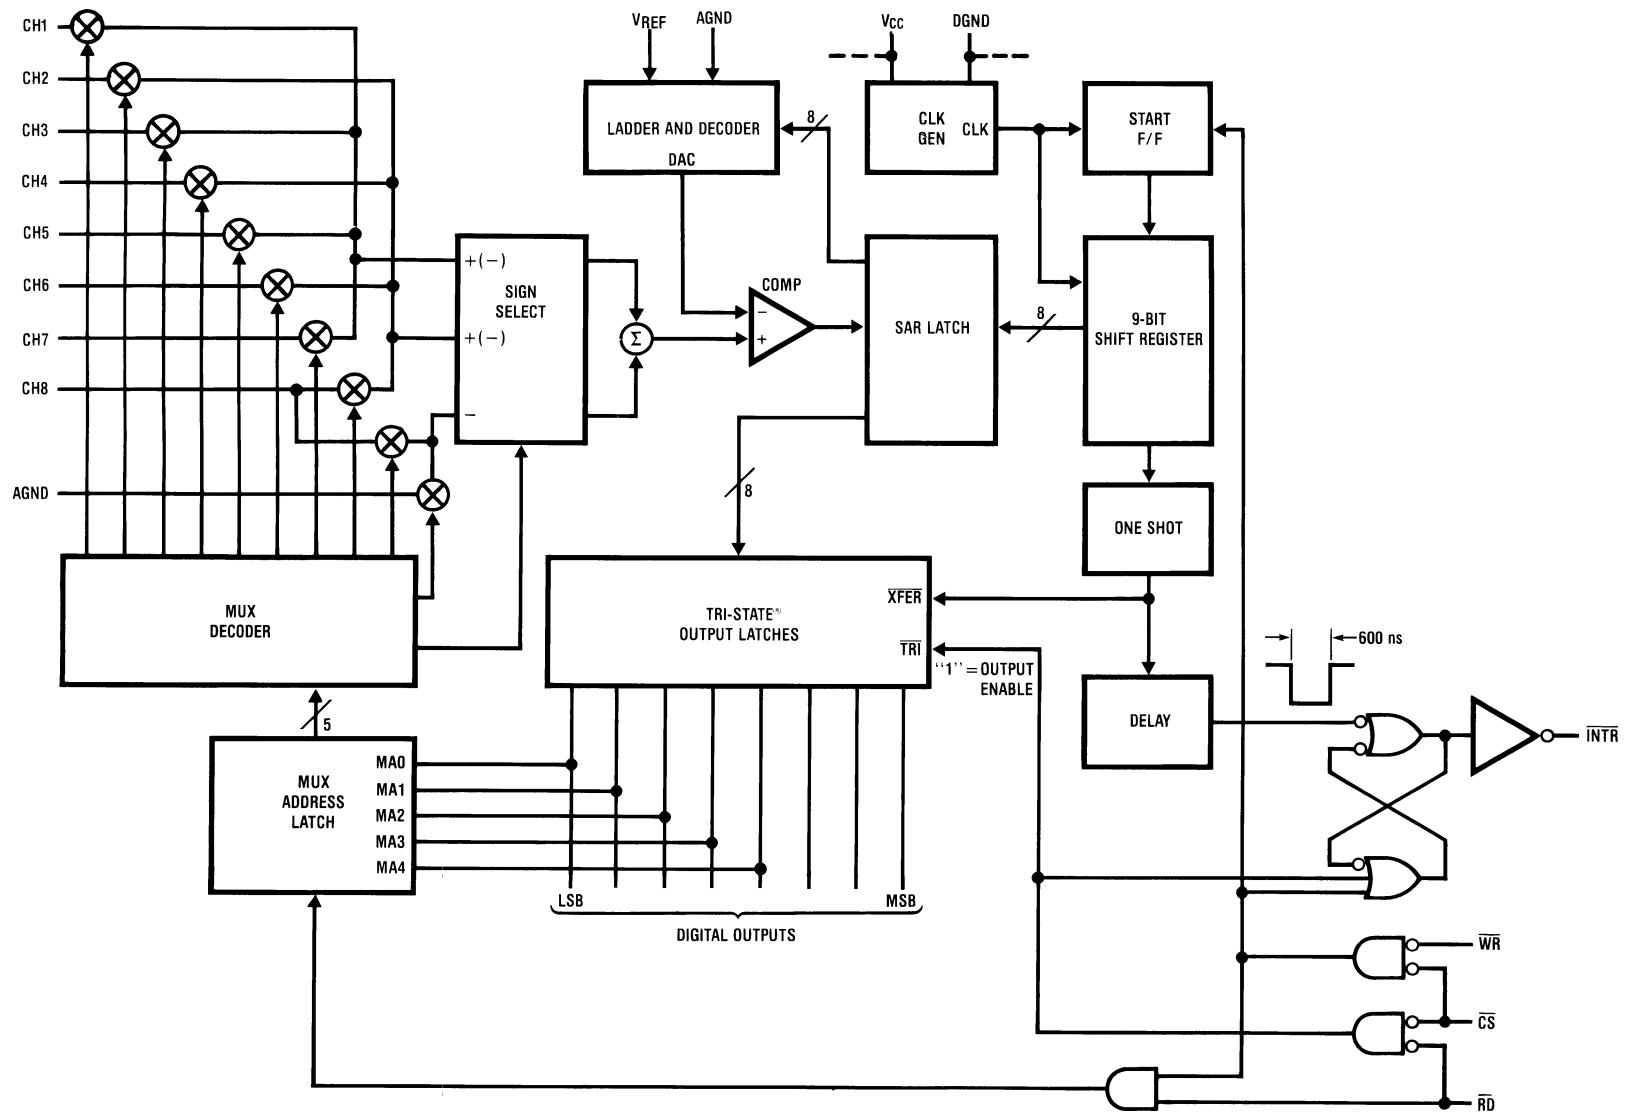 CH1
CH2
CH3
CH4
CH5
CH6
CH7
CH8
AGND
VREF
AGND
LADDER AND DECODER
DAC
8
VCC
DGND
CLK
GEN
CLK
START
F/F
SIGN
SELECT
+(−)
+(−)
−
Σ
COMP
−
+
SAR LATCH
8
9-BIT
SHIFT REGISTER
8
ONE SHOT
MUX
DECODER
TRI-STATE®
OUTPUT LATCHES
XFER
TRI
“1” = OUTPUT
ENABLE
DELAY
600 ns
INTR
5
MUX
ADDRESS
LATCH
MA0
MA1
MA2
MA3
MA4
LSB
MSB
DIGITAL OUTPUTS
WR
CS
RD